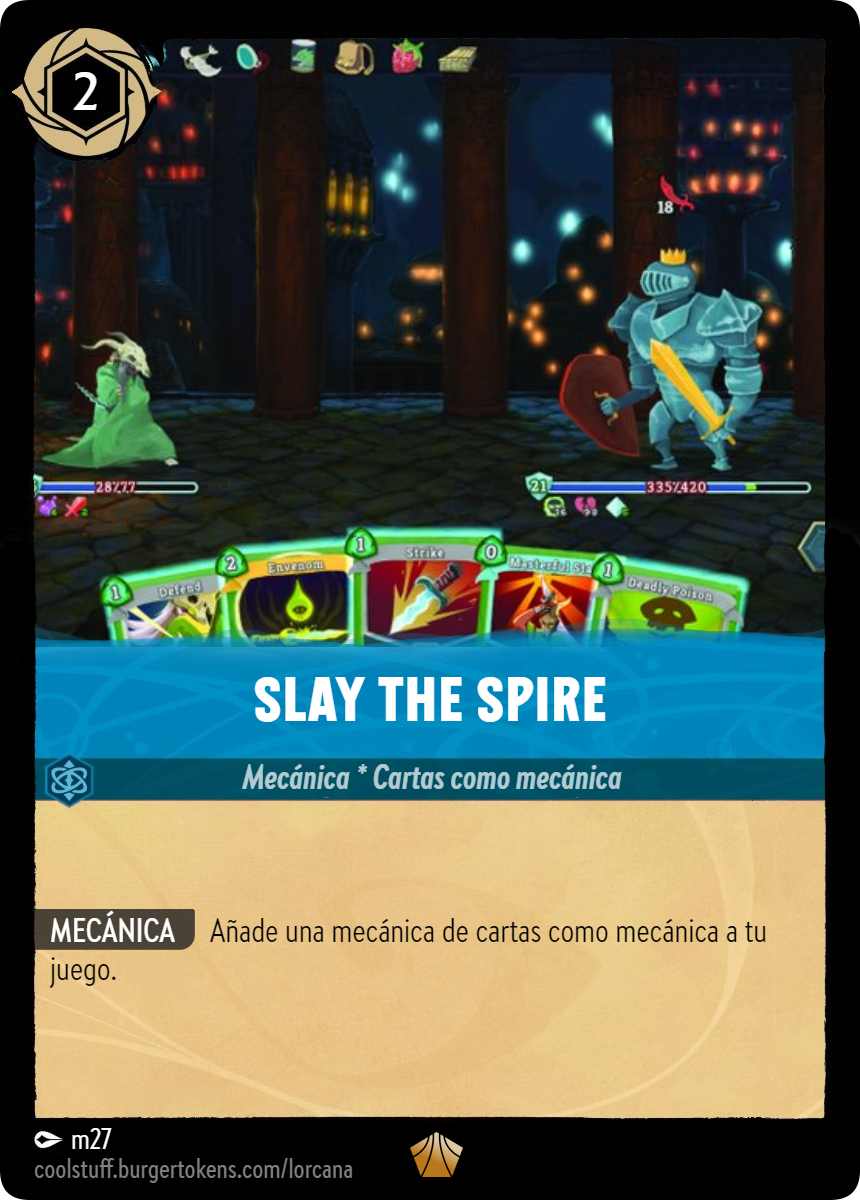 2
18
28/77
21
335/420
2
1
0
Strike
Envenom
1
Defend
1
Deadly Poison
SLAY THE SPIRE
Mecánica * Cartas como mecánica
MECÁNICA Añade una mecánica de cartas como mecánica a tu
juego.
m27
coolstuff.burgertokens.com/lorcana